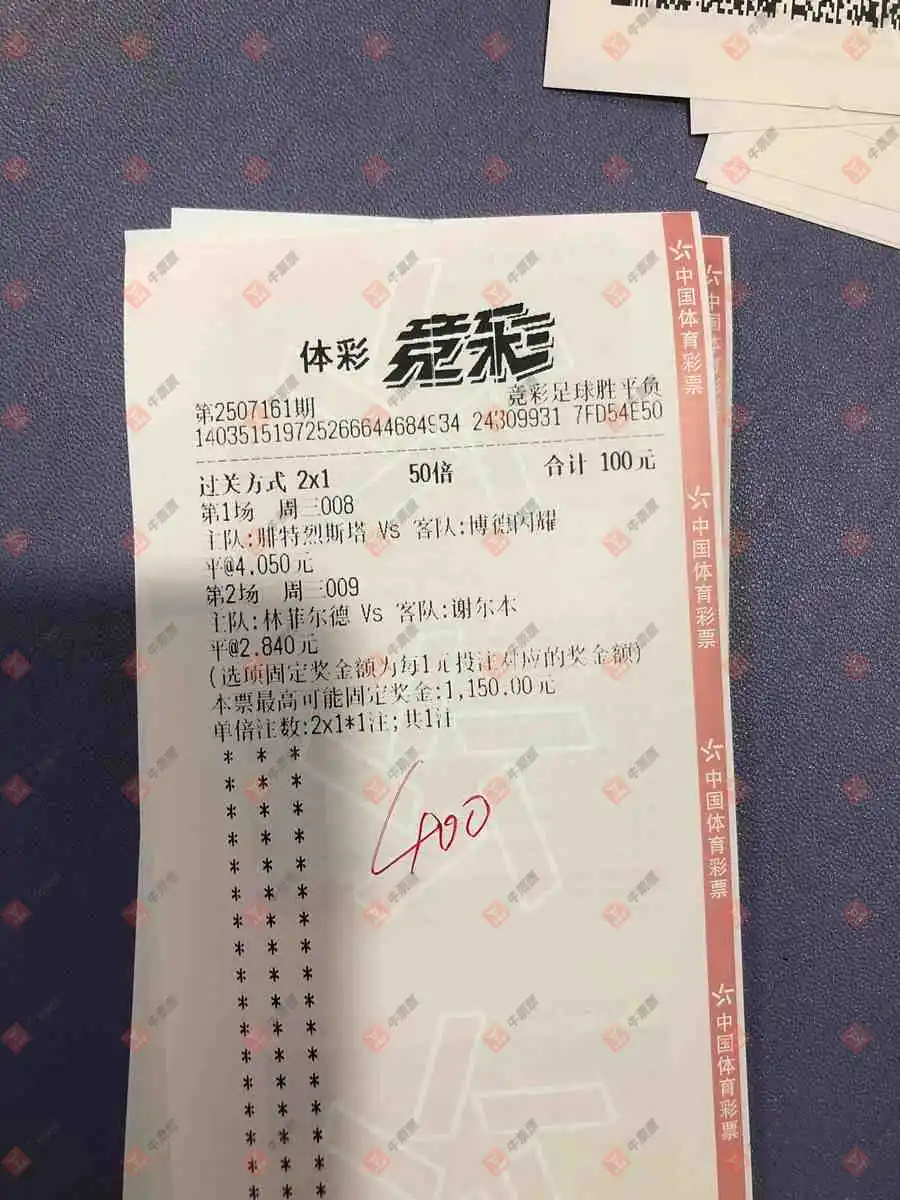 体彩 竞彩
竞彩足球胜平负
第2507161期
140351519725266644684934 24309931 7FD54E50
过关方式 2x1 50倍 合计 100元
第1场 周三008
主队:腓特烈斯塔 Vs 客队:博德闪耀
平@4.050元
第2场 周三009
主队:林菲尔德 Vs 客队:谢尔本
平@2.840元
(选项固定奖金额为每1元投注对应的奖金额)
本票最高可能固定奖金:1,150.00元
单倍注数:2x1*1注;共1注
400
中国体育彩票
中国体育彩票
中国体育彩票
中国体育彩票
牛票票